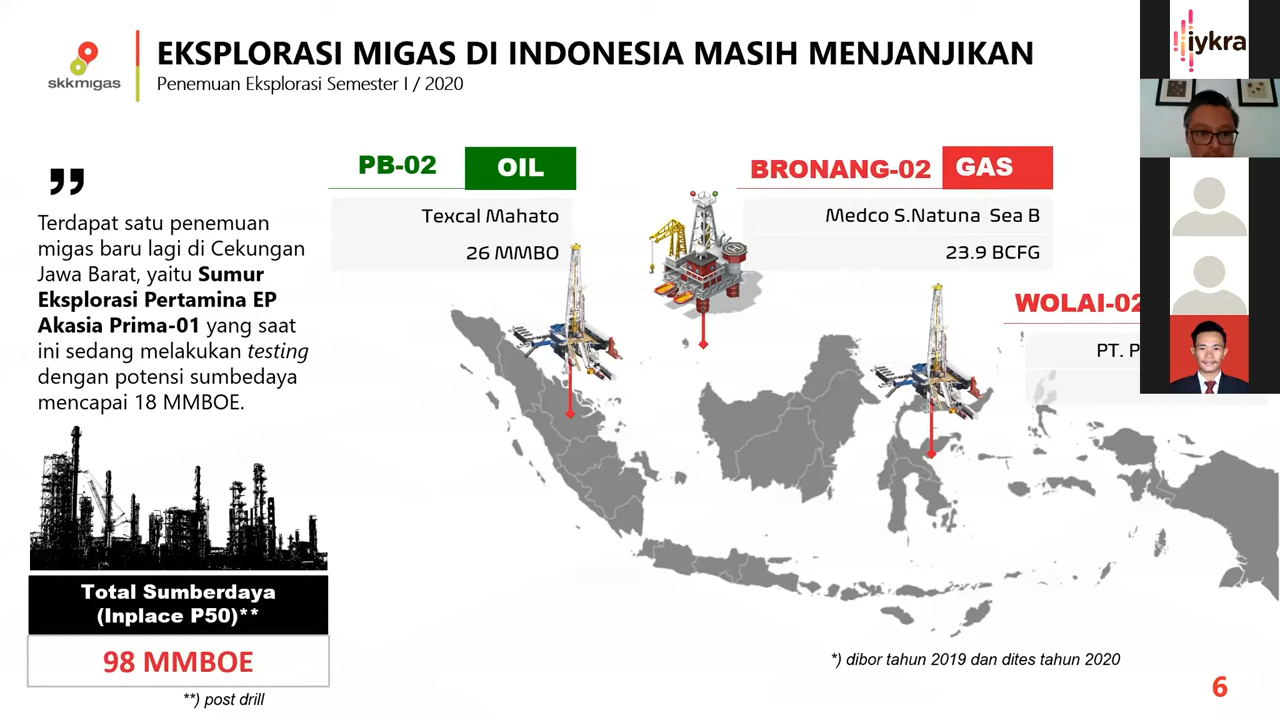 skkmigas
EKSPLORASI MIGAS DI INDONESIA MASIH MENJANJIKAN
Penemuan Eksplorasi Semester I / 2020
iykra
Terdapat satu penemuan
migas baru lagi di Cekungan
Jawa Barat, yaitu Sumur
Eksplorasi Pertamina EP
Akasia Prima-01 yang saat
ini sedang melakukan testing
dengan potensi sumbedaya
mencapai 18 MMBOE.
PB-02 OIL
Texcal Mahato
26 MMBO
BRONANG-02 GAS
Medco S.Natuna Sea B
23.9 BCFG
WOLAI-02
PT. P
Total Sumberdaya
(Inplace P50)**
98 MMBOE
**) post drill
*) dibor tahun 2019 dan dites tahun 2020
6